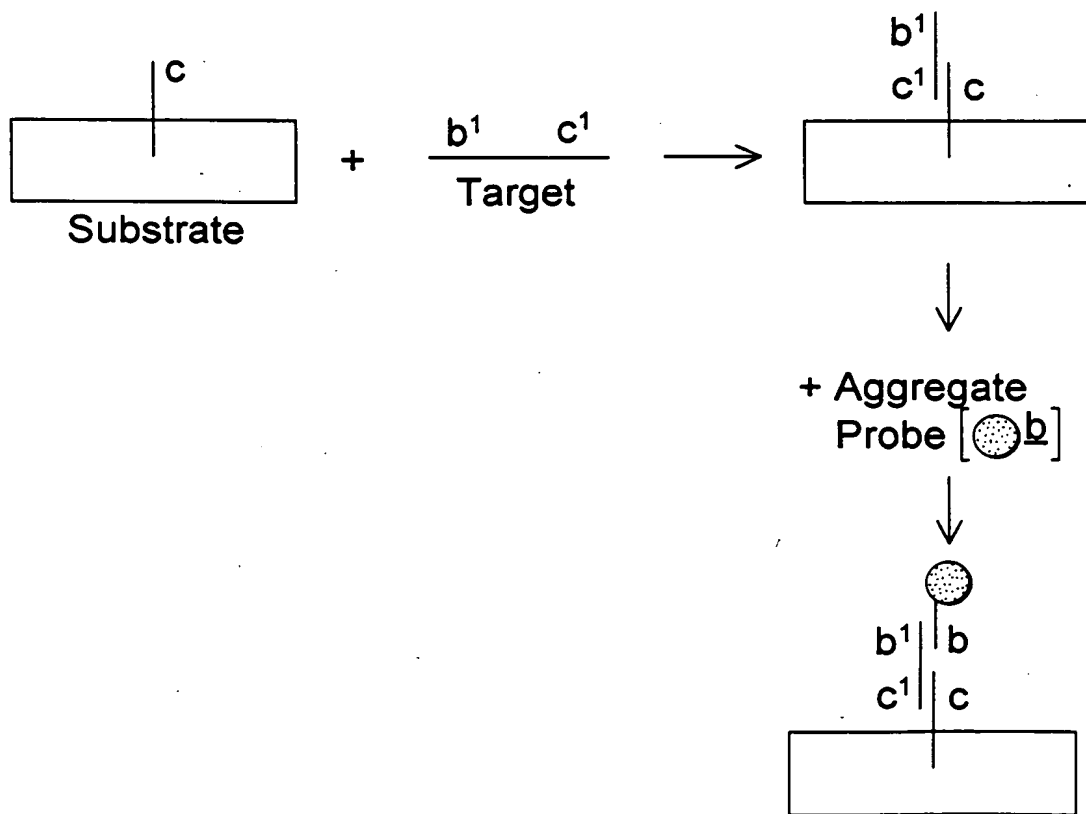 c
Substrate
+
b¹ c¹
Target
b¹
c¹ c
+ Aggregate
Probe [ b ]
b¹ b
c¹ c